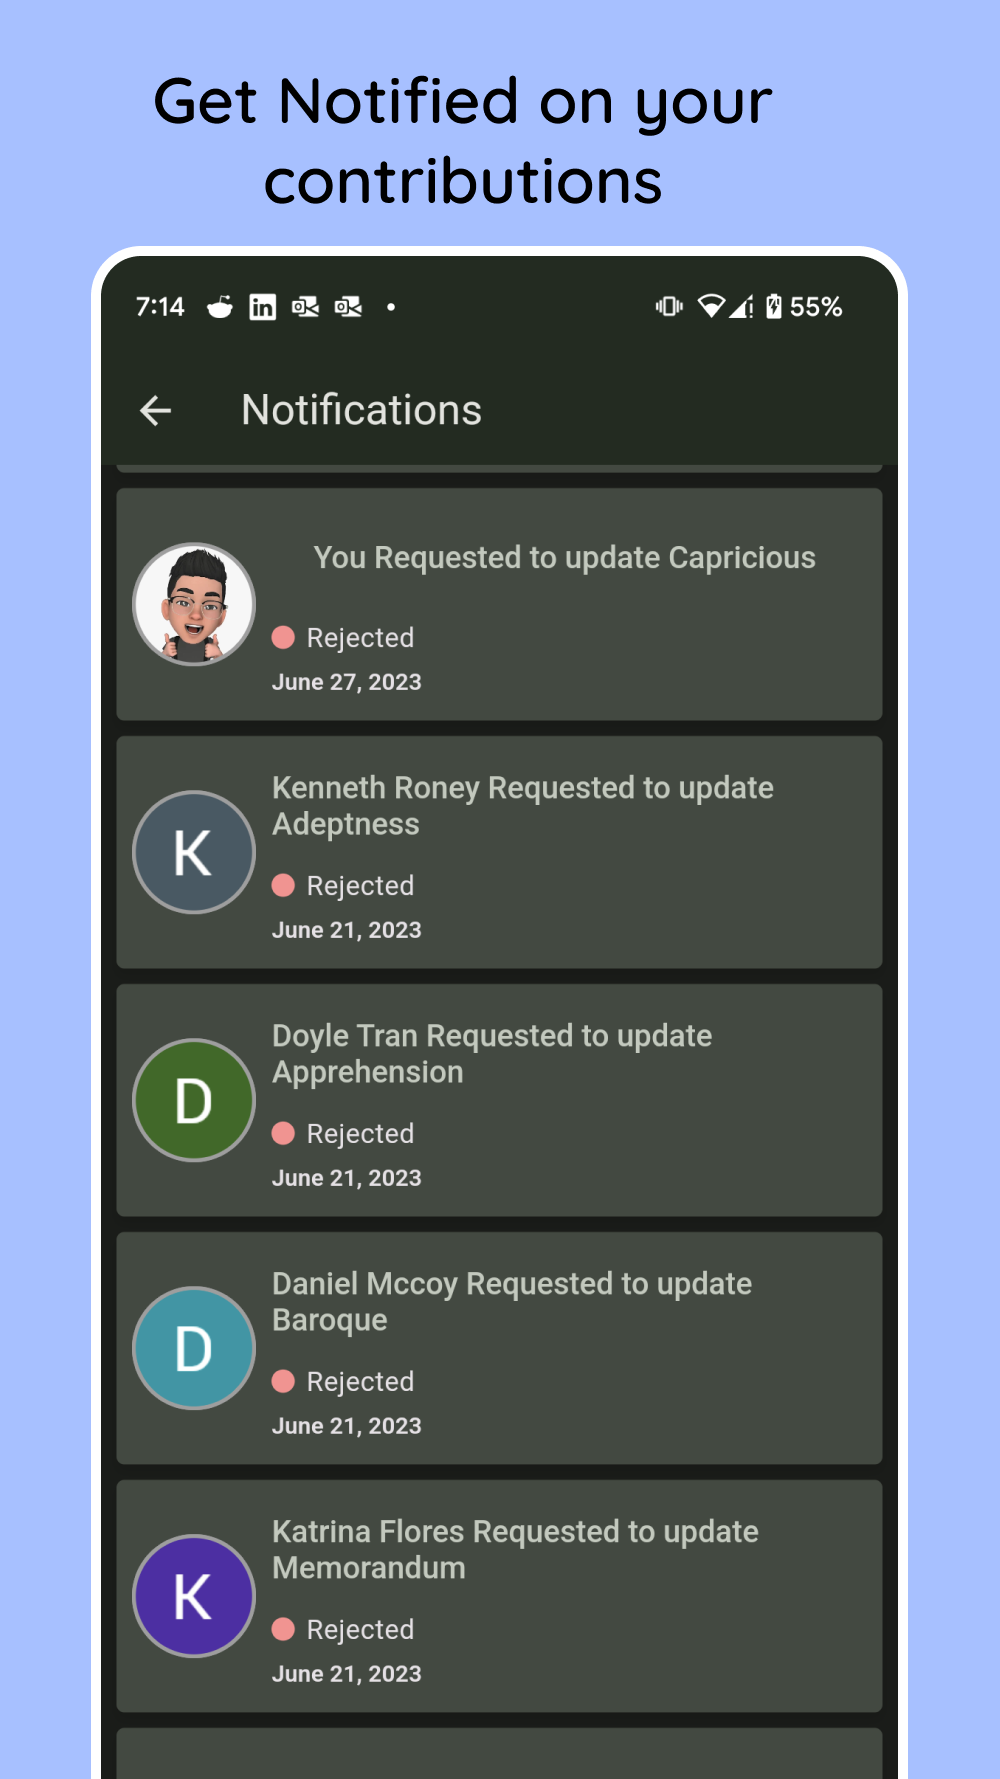 Get Notified on your
contributions
7:14
in
55%
Notifications
You Requested to update Capricious
Rejected
June 27, 2023
K
Kenneth Roney Requested to update
Adeptness
Rejected
June 21, 2023
D
Doyle Tran Requested to update
Apprehension
Rejected
June 21, 2023
D
Daniel Mccoy Requested to update
Baroque
Rejected
June 21, 2023
K
Katrina Flores Requested to update
Memorandum
Rejected
June 21, 2023